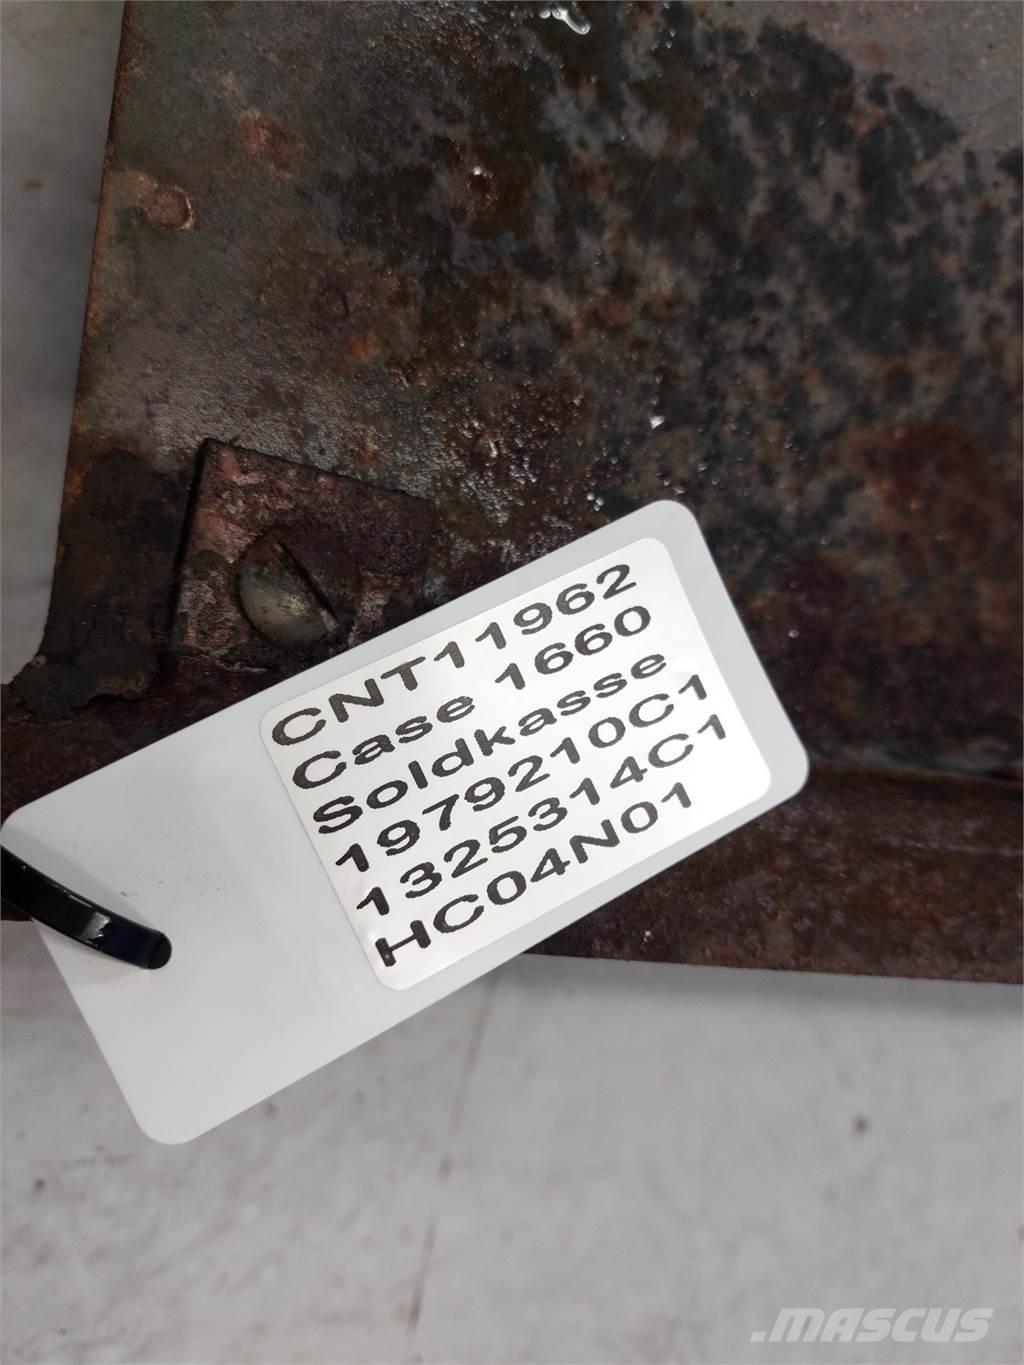 CNT11962
Case 1660
Soldkasse
1979210C1
1325314C1
HC04N01
.MASCUS